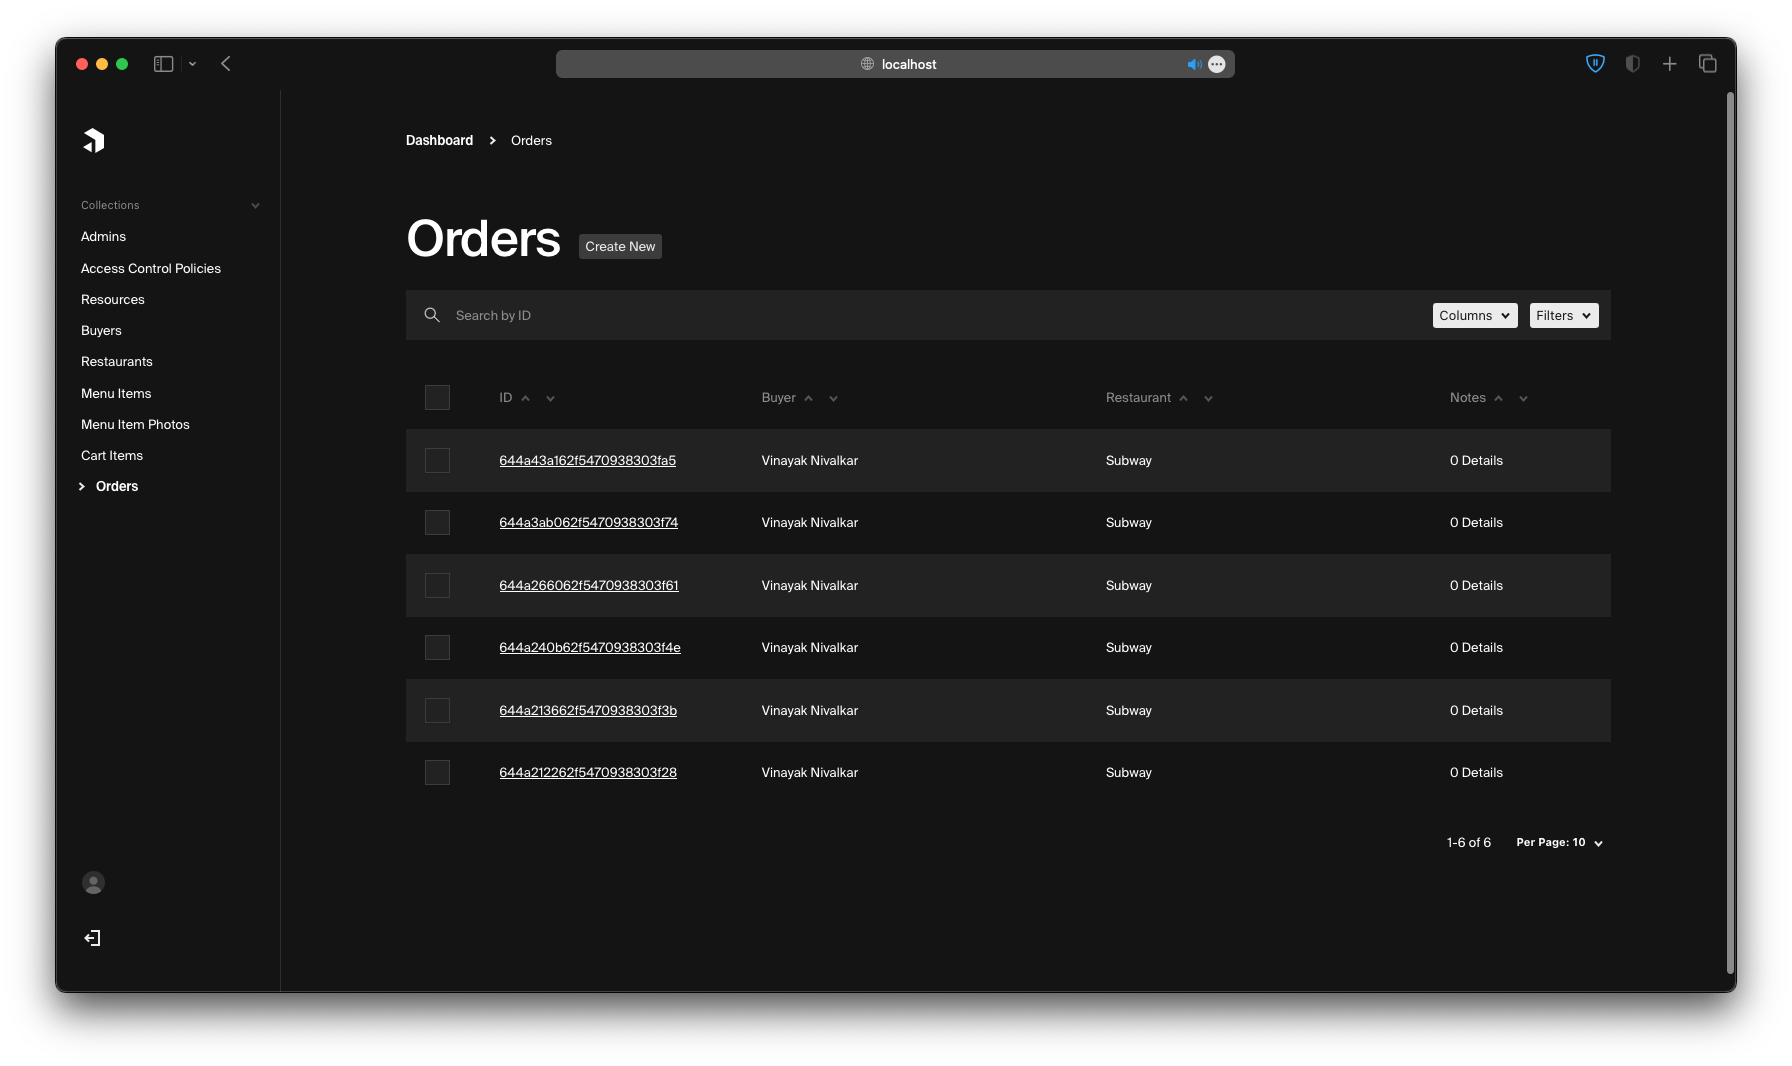 localhost
Dashboard Orders
Collections
Admins
Access Control Policies
Resources
Buyers
Restaurants
Menu Items
Menu Item Photos
Cart Items
Orders
Orders Create New
Search by ID Columns Filters
ID Buyer Restaurant Notes
644a43a162f5470938303fa5 Vinayak Nivalkar Subway 0 Details
644a3ab062f5470938303f74 Vinayak Nivalkar Subway 0 Details
644a266062f5470938303f61 Vinayak Nivalkar Subway 0 Details
644a240b62f5470938303f4e Vinayak Nivalkar Subway 0 Details
644a213662f5470938303f3b Vinayak Nivalkar Subway 0 Details
644a212262f5470938303f28 Vinayak Nivalkar Subway 0 Details
1-6 of 6 Per Page: 10